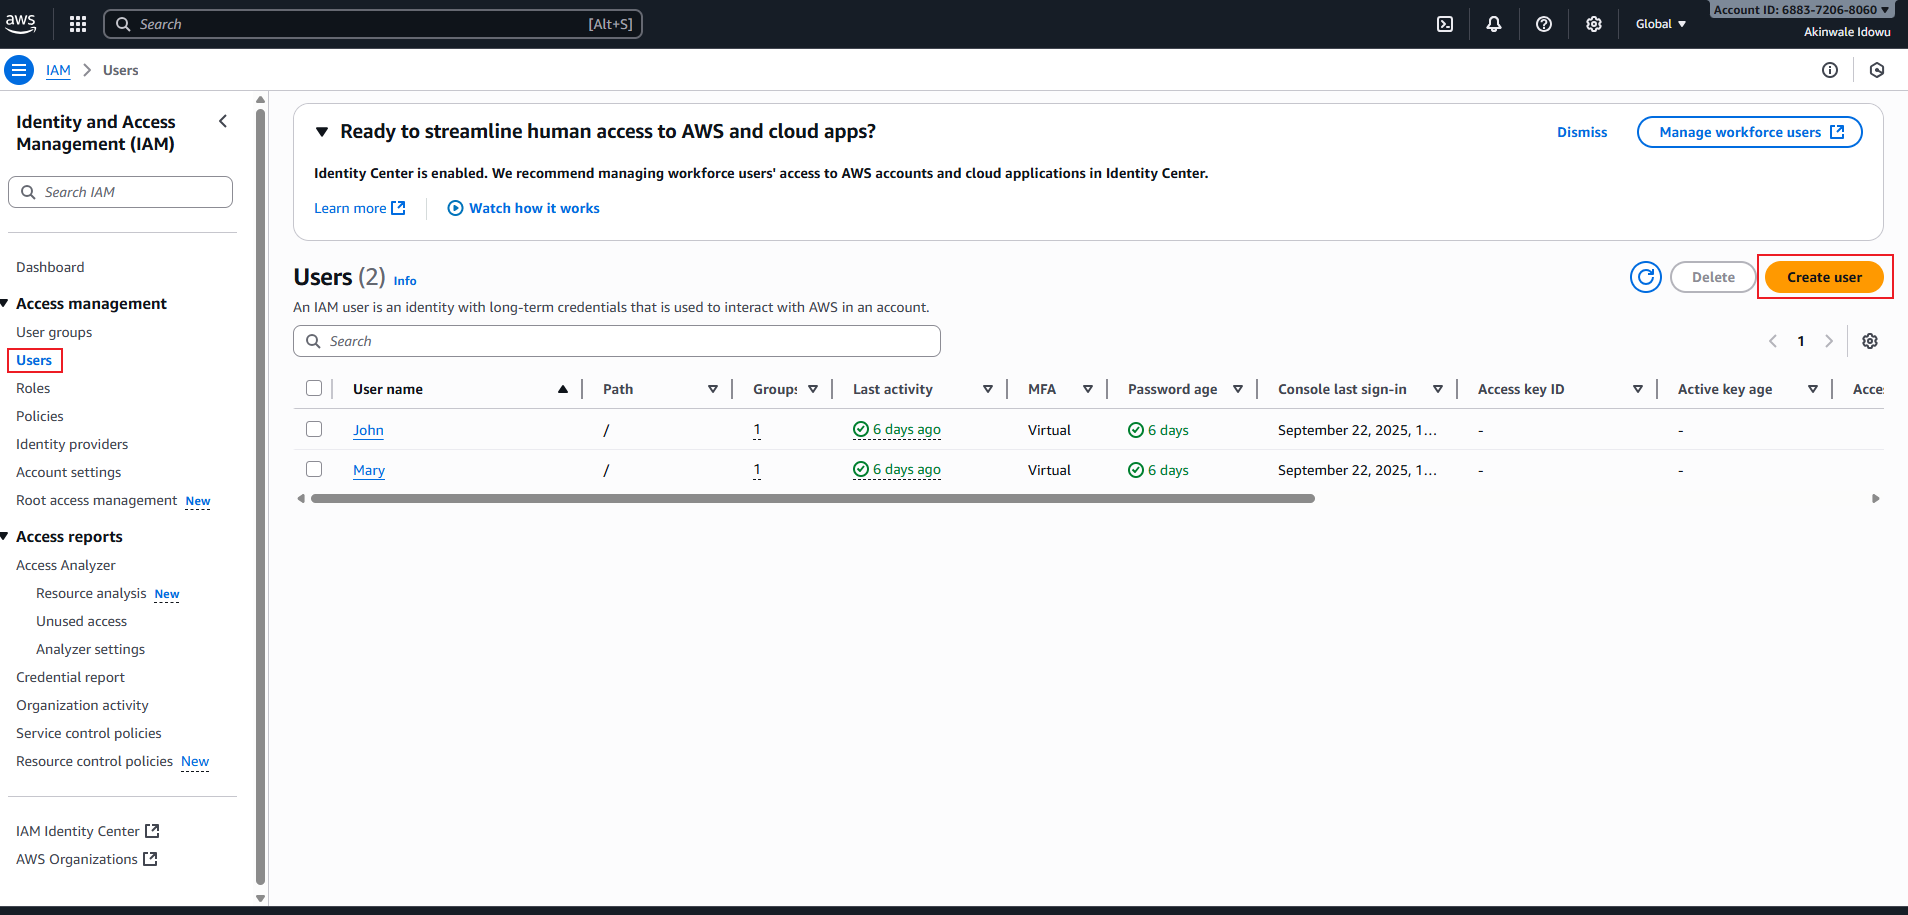 aws
Search [Alt+S]
Global
Account ID: 6883-7206-8060
Akinwale Idowu
IAM Users
Identity and Access
Management (IAM)
Search IAM
Dashboard
Access management
User groups
Users
Roles
Policies
Identity providers
Account settings
Root access management New
Access reports
Access Analyzer
Resource analysis New
Unused access
Analyzer settings
Credential report
Organization activity
Service control policies
Resource control policies New
IAM Identity Center
AWS Organizations
Ready to streamline human access to AWS and cloud apps?
Dismiss
Manage workforce users
Identity Center is enabled. We recommend managing workforce users' access to AWS accounts and cloud applications in Identity Center.
Learn more
Watch how it works
Users (2) Info
Delete
Create user
An IAM user is an identity with long-term credentials that is used to interact with AWS in an account.
Search
1
User name Path Groups Last activity MFA Password age Console last sign-in Access key ID Active key age Acce
John / 1 6 days ago Virtual 6 days September 22, 2025, 1... - -
Mary / 1 6 days ago Virtual 6 days September 22, 2025, 1... - -